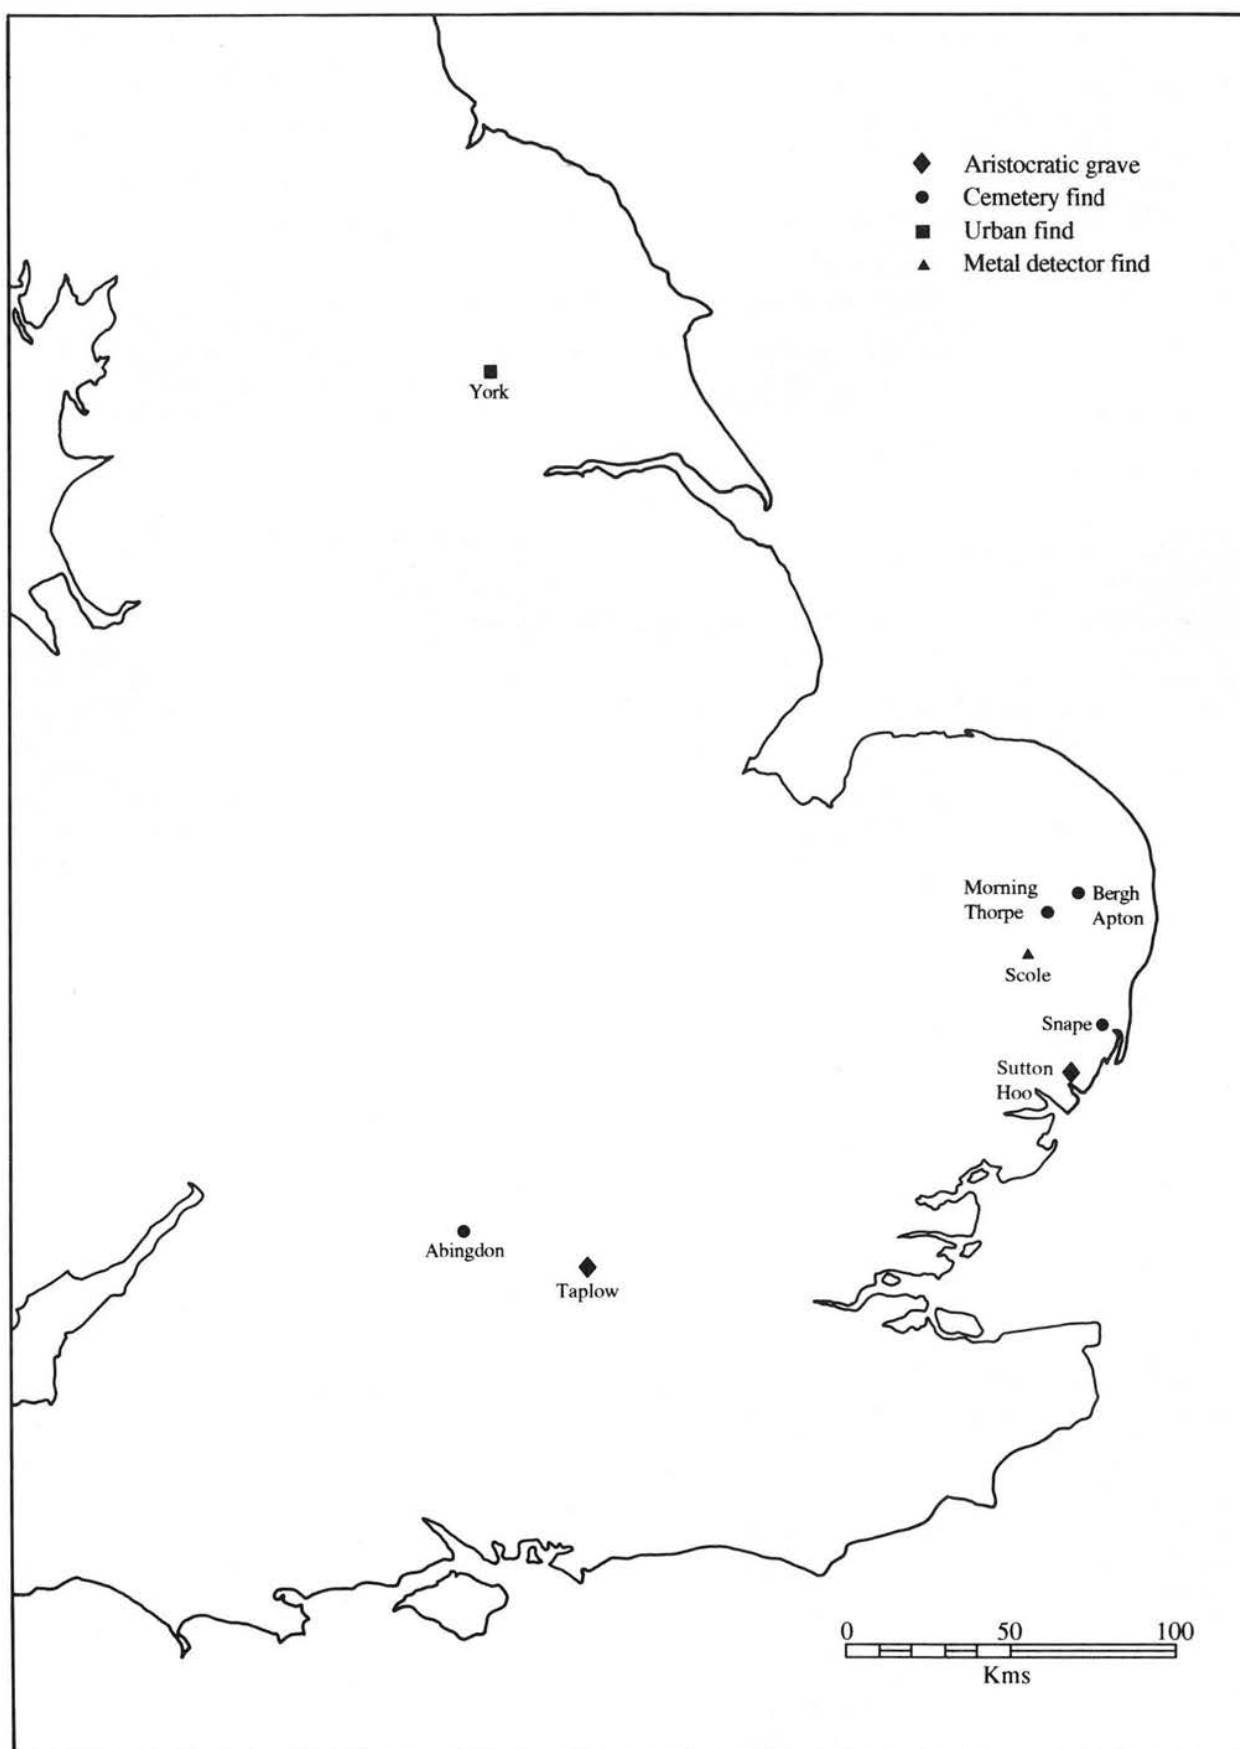 Aristocratic grave
Cemetery find
Urban find
Metal detector find
York
Morning
Thorpe
Bergh
Apton
Scole
Snape
Sutton
Hoo
Abingdon
Taplow
0 50 100
Kms